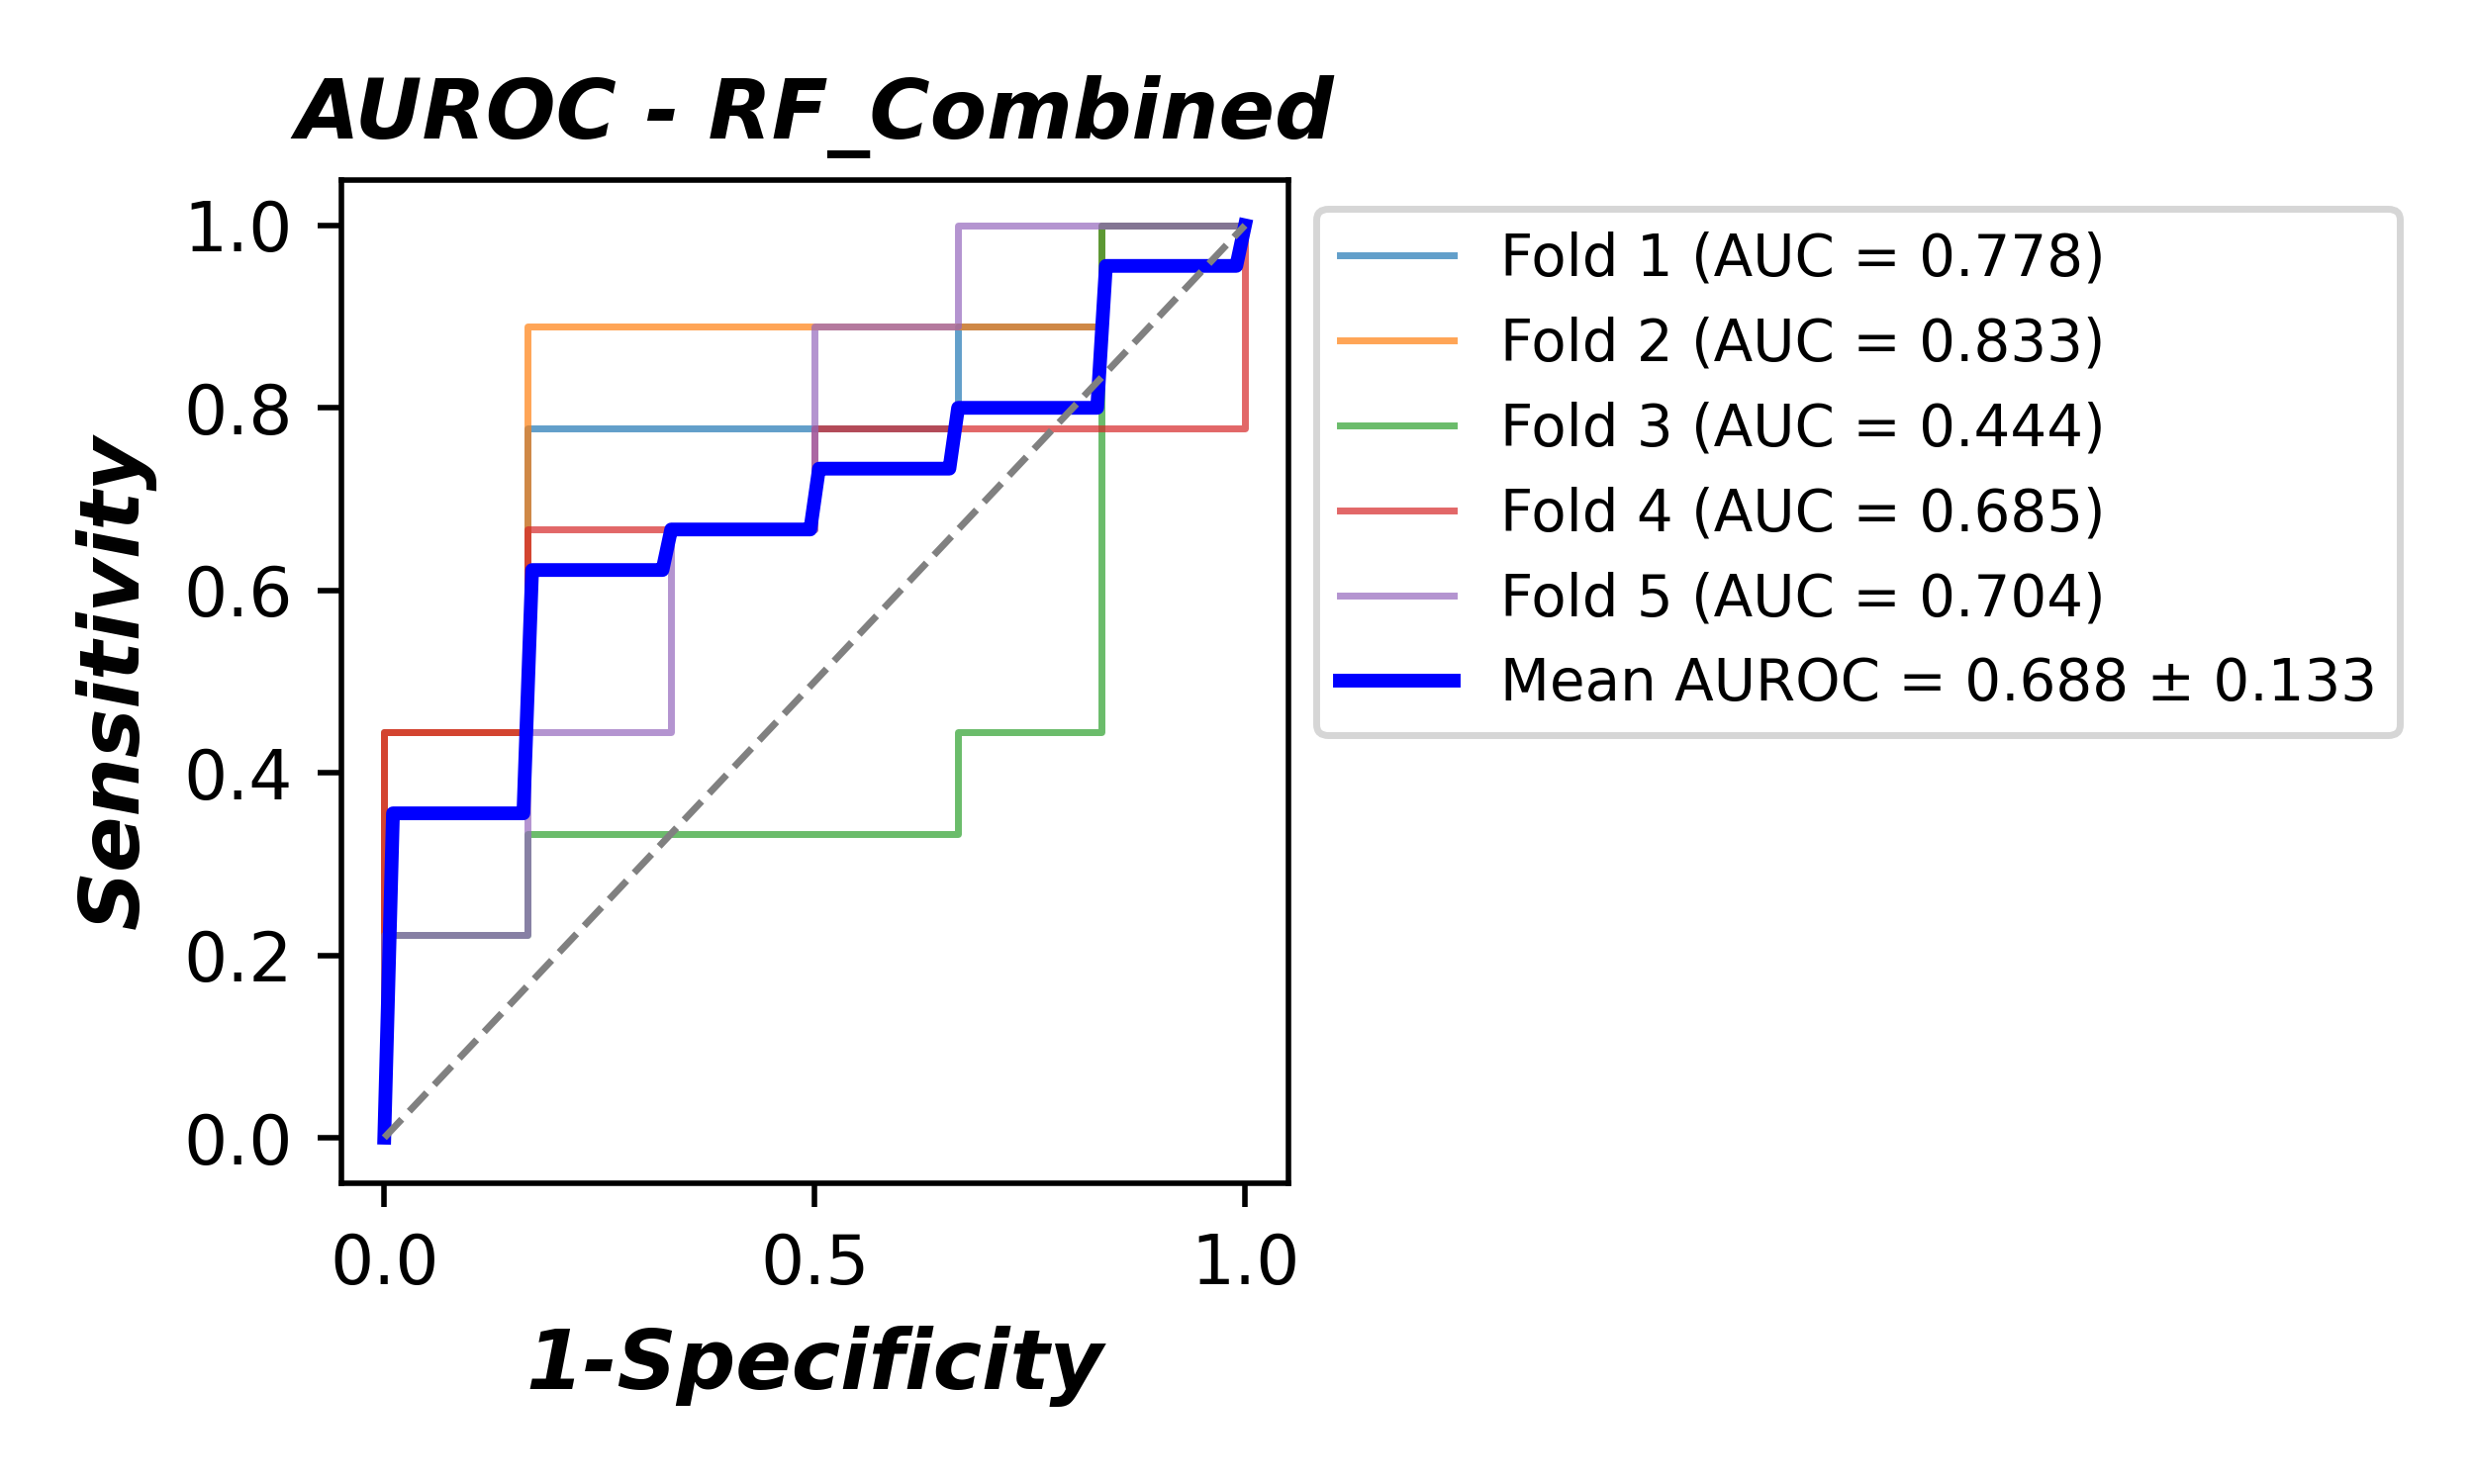 AUROC - RF_Combined
Sensitivity
1.0
0.8
0.6
0.4
0.2
0.0
0.0 0.5 1.0
1-Specificity
Fold 1 (AUC = 0.778)
Fold 2 (AUC = 0.833)
Fold 3 (AUC = 0.444)
Fold 4 (AUC = 0.685)
Fold 5 (AUC = 0.704)
Mean AUROC = 0.688 ± 0.133